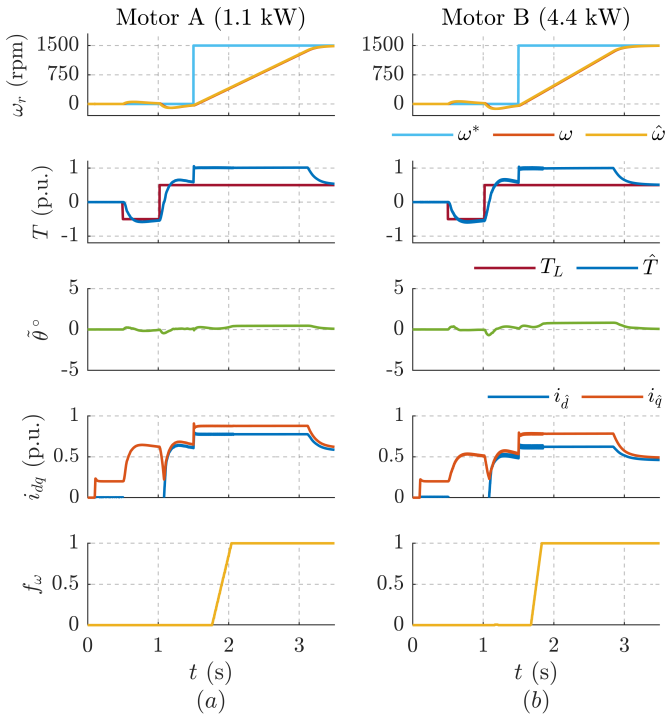 Motor A (1.1 kW)
Motor B (4.4 kW)
1500
750
0
ω_r (rpm)
1500
750
0
ω* ω ω̂
1
0
-1
T (p.u.)
1
0
-1
T_L T̂
5
0
-5
θ̃ °
5
0
-5
i_d̂ i_q̂
1
0.5
0
i_dq (p.u.)
1
0.5
0
1
0.5
0
f_ω
0 1 2 3
t (s)
(a)
1
0.5
0
0 1 2 3
t (s)
(b)